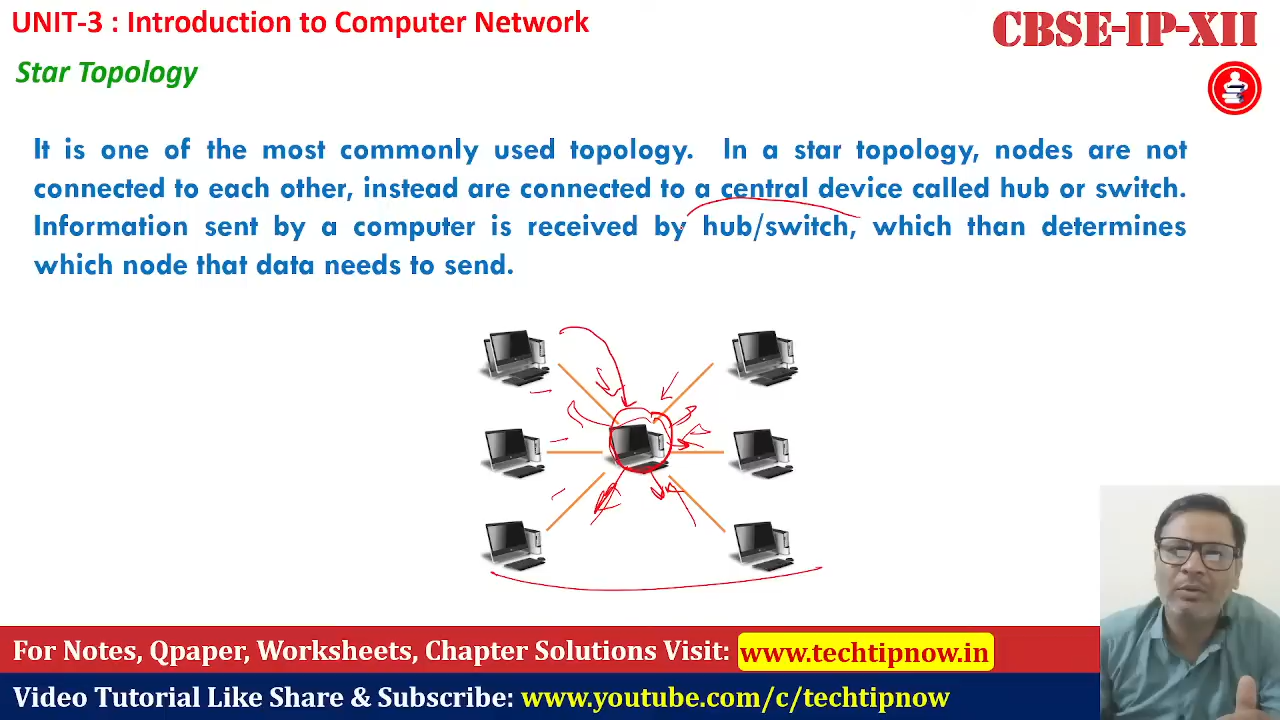 UNIT-3 : Introduction to Computer Network
CBSE-IP-XII
Star Topology
It is one of the most commonly used topology. In a star topology, nodes are not
connected to each other, instead are connected to a central device called hub or switch.
Information sent by a computer is received by hub/switch, which than determines
which node that data needs to send.
For Notes, Qpaper, Worksheets, Chapter Solutions Visit: www.techtipnow.in
Video Tutorial Like Share & Subscribe: www.youtube.com/c/techtipnow